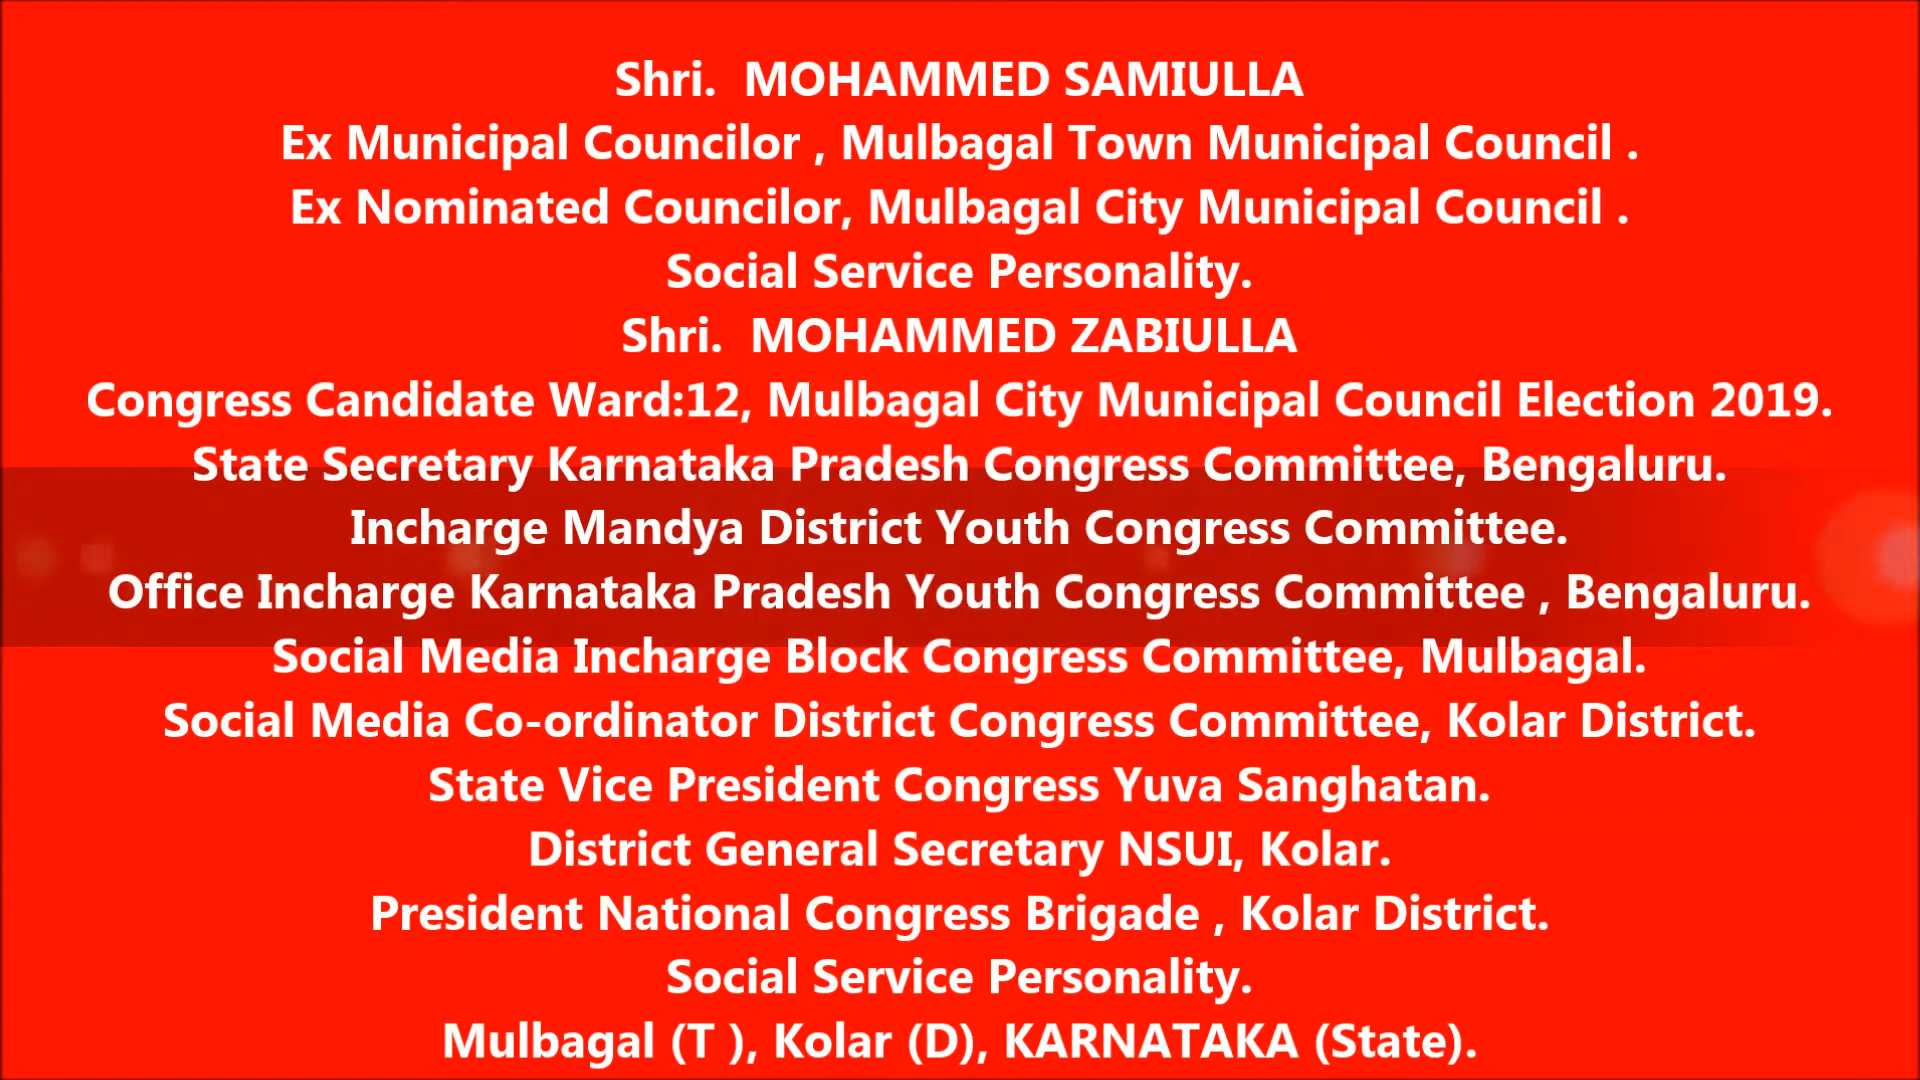 Shri.  MOHAMMED SAMIULLA
Ex Municipal Councilor , Mulbagal Town Municipal Council .
Ex Nominated Councilor, Mulbagal City Municipal Council .
Social Service Personality.
Shri.  MOHAMMED ZABIULLA
Congress Candidate Ward:12, Mulbagal City Municipal Council Election 2019.
State Secretary Karnataka Pradesh Congress Committee, Bengaluru.
Incharge Mandya District Youth Congress Committee.
Office Incharge Karnataka Pradesh Youth Congress Committee , Bengaluru.
Social Media Incharge Block Congress Committee, Mulbagal.
Social Media Co-ordinator District Congress Committee, Kolar District.
State Vice President Congress Yuva Sanghatan.
District General Secretary NSUI, Kolar.
President National Congress Brigade , Kolar District.
Social Service Personality.
Mulbagal (T ), Kolar (D), KARNATAKA (State).